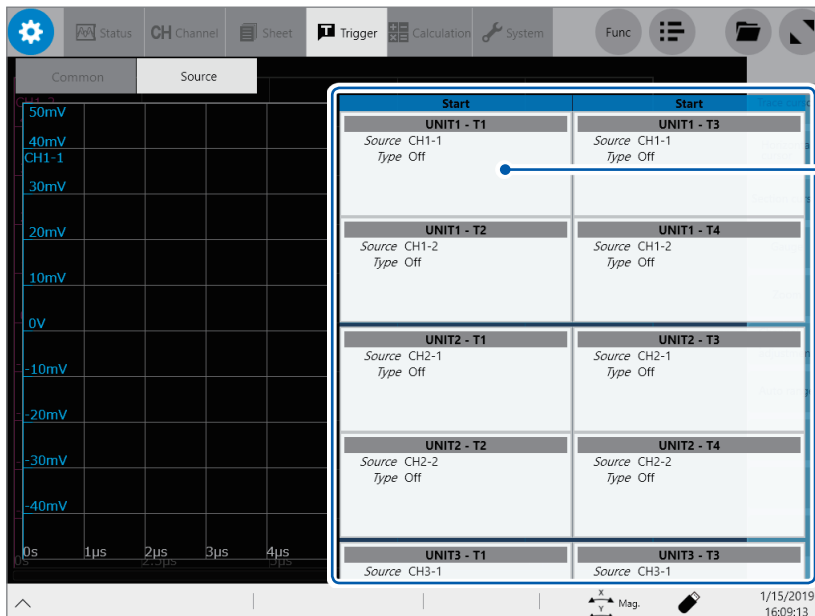 Status
CH Channel
Sheet
Trigger
Calculation
System
Func
Common
Source
50mV
40mV
CH1-1
30mV
20mV
10mV
0V
-10mV
-20mV
-30mV
-40mV
0s 1µs 2µs 3µs 4µs
2.5µs 5µs
Start Start
UNIT1 - T1
Source CH1-1
Type Off
UNIT1 - T3
Source CH1-1
Type Off
UNIT1 - T2
Source CH1-2
Type Off
UNIT1 - T4
Source CH1-2
Type Off
UNIT2 - T1
Source CH2-1
Type Off
UNIT2 - T3
Source CH2-1
Type Off
UNIT2 - T2
Source CH2-2
Type Off
UNIT2 - T4
Source CH2-2
Type Off
UNIT3 - T1
Source CH3-1
UNIT3 - T3
Source CH3-1
X
Y
Mag.
1/15/2019
16:09:13